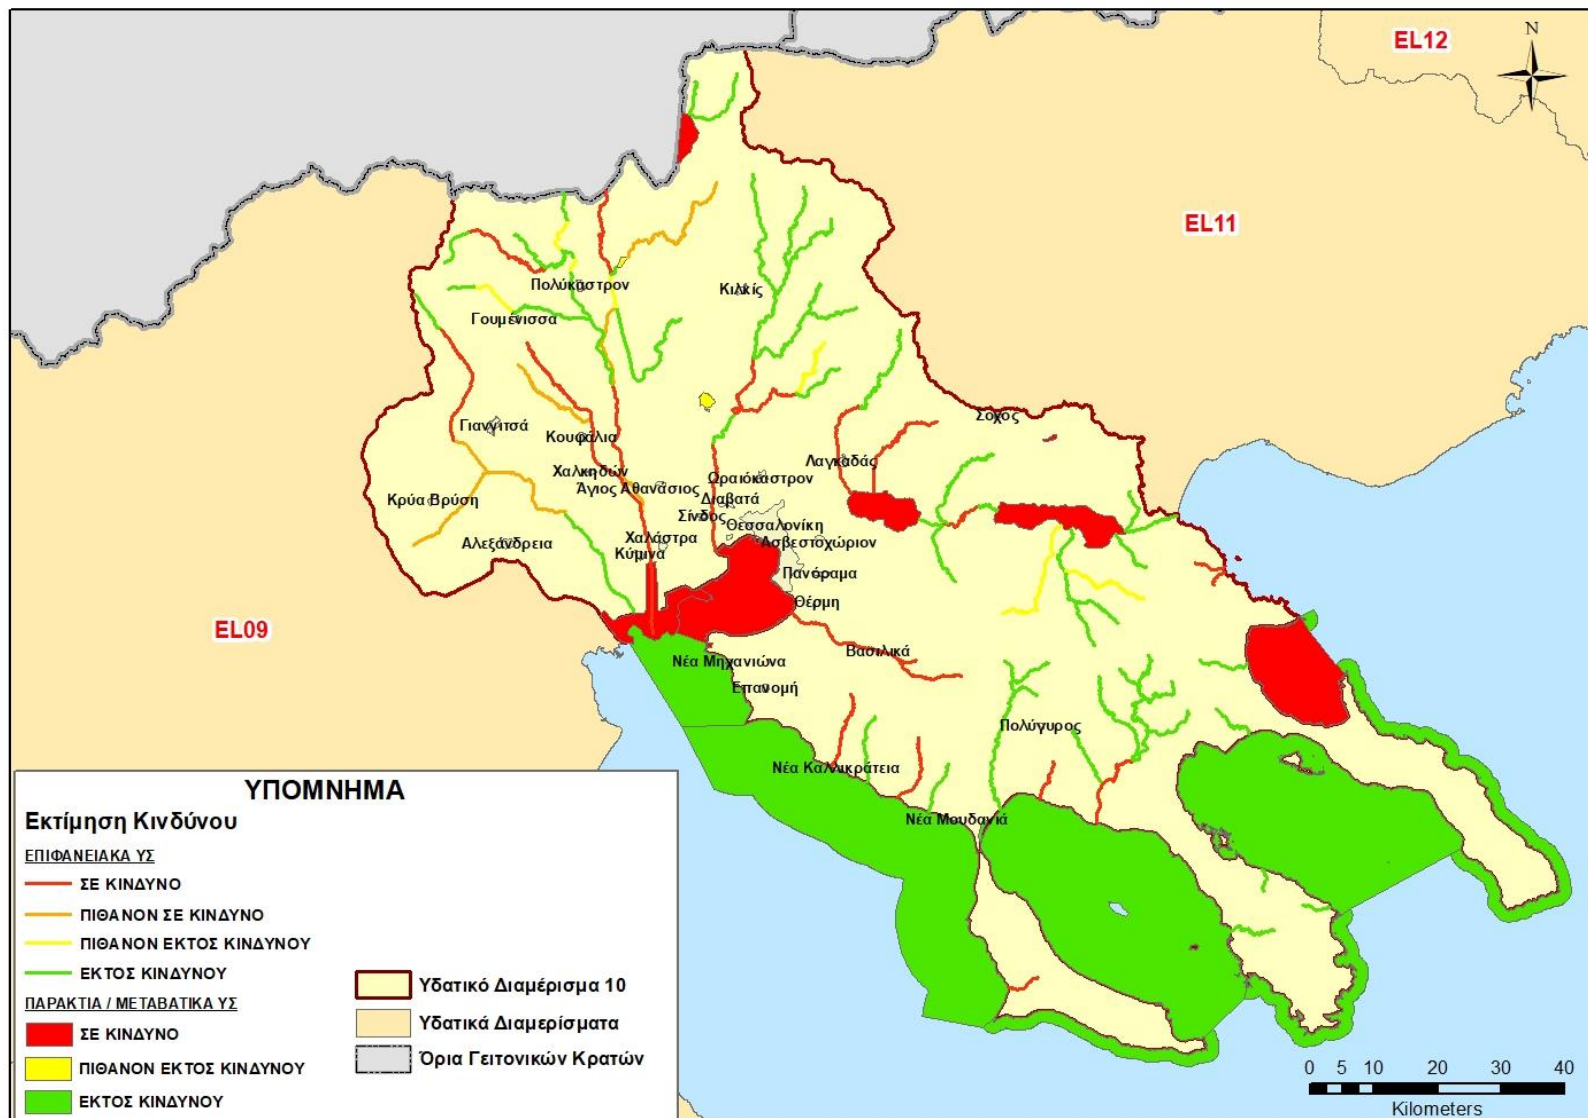 EL12
N
EL11
Πολύκαστρον
Κιλκίς
Γουμένισσα
Σοχός
Γιαννιτσά
Κουφάλια
Λαγκαδάς
Χαλκηδών
Ωραιόκαστρον
Άγιος Αθανάσιος
Κρύα Βρύση
Διαβατά
Σίνδος
Θεσσαλονίκη
Χαλάστρα
Ασβεστοχώριον
Αλεξάνδρεια
Κύμινα
Πανόραμα
Θέρμη
EL09
Βασιλικά
Νέα Μηχανιώνα
Επανομή
Πολύγυρος
Νέα Καλλικράτεια
Νέα Μουδανιά
ΥΠΟΜΝΗΜΑ
Εκτίμηση Κινδύνου
ΕΠΙΦΑΝΕΙΑΚΑ ΥΣ
ΣΕ ΚΙΝΔΥΝΟ
ΠΙΘΑΝΟΝ ΣΕ ΚΙΝΔΥΝΟ
ΠΙΘΑΝΟΝ ΕΚΤΟΣ ΚΙΝΔΥΝΟΥ
ΕΚΤΟΣ ΚΙΝΔΥΝΟΥ
ΠΑΡΑΚΤΙΑ / ΜΕΤΑΒΑΤΙΚΑ ΥΣ
ΣΕ ΚΙΝΔΥΝΟ
ΠΙΘΑΝΟΝ ΕΚΤΟΣ ΚΙΝΔΥΝΟΥ
ΕΚΤΟΣ ΚΙΝΔΥΝΟΥ
Υδατικό Διαμέρισμα 10
Υδατικά Διαμερίσματα
Όρια Γειτονικών Κρατών
0 5 10 20 30 40
Kilometers